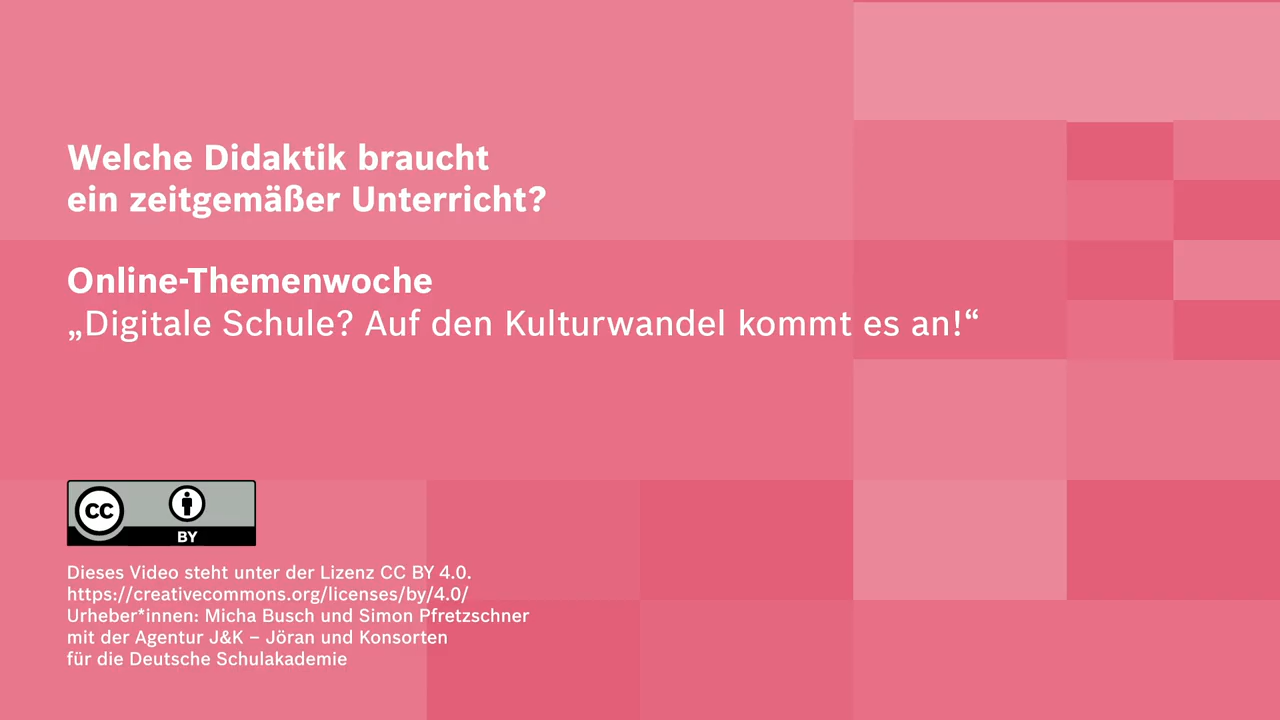 Welche Didaktik braucht
ein zeitgemäßer Unterricht?
Online-Themenwoche
„Digitale Schule? Auf den Kulturwandel kommt es an!“
CC
BY
Dieses Video steht unter der Lizenz CC BY 4.0.
https://creativecommons.org/licenses/by/4.0/
Urheber*innen: Micha Busch und Simon Pfretzschner
mit der Agentur J&K – Jöran und Konsorten
für die Deutsche Schulakademie